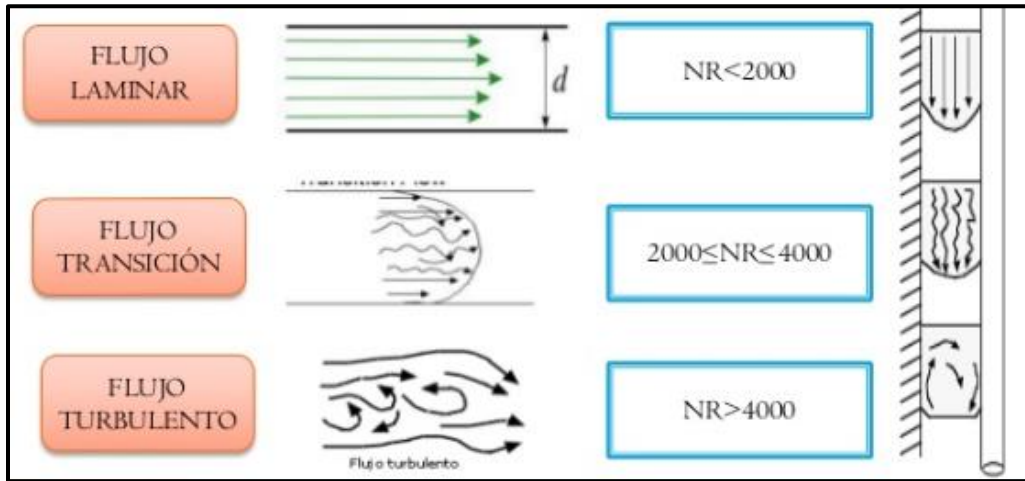 FLUJO
LAMINAR
d
NR<2000
FLUJO
TRANSICIÓN
2000≤NR≤4000
FLUJO
TURBULENTO
Flujo turbulento
NR>4000